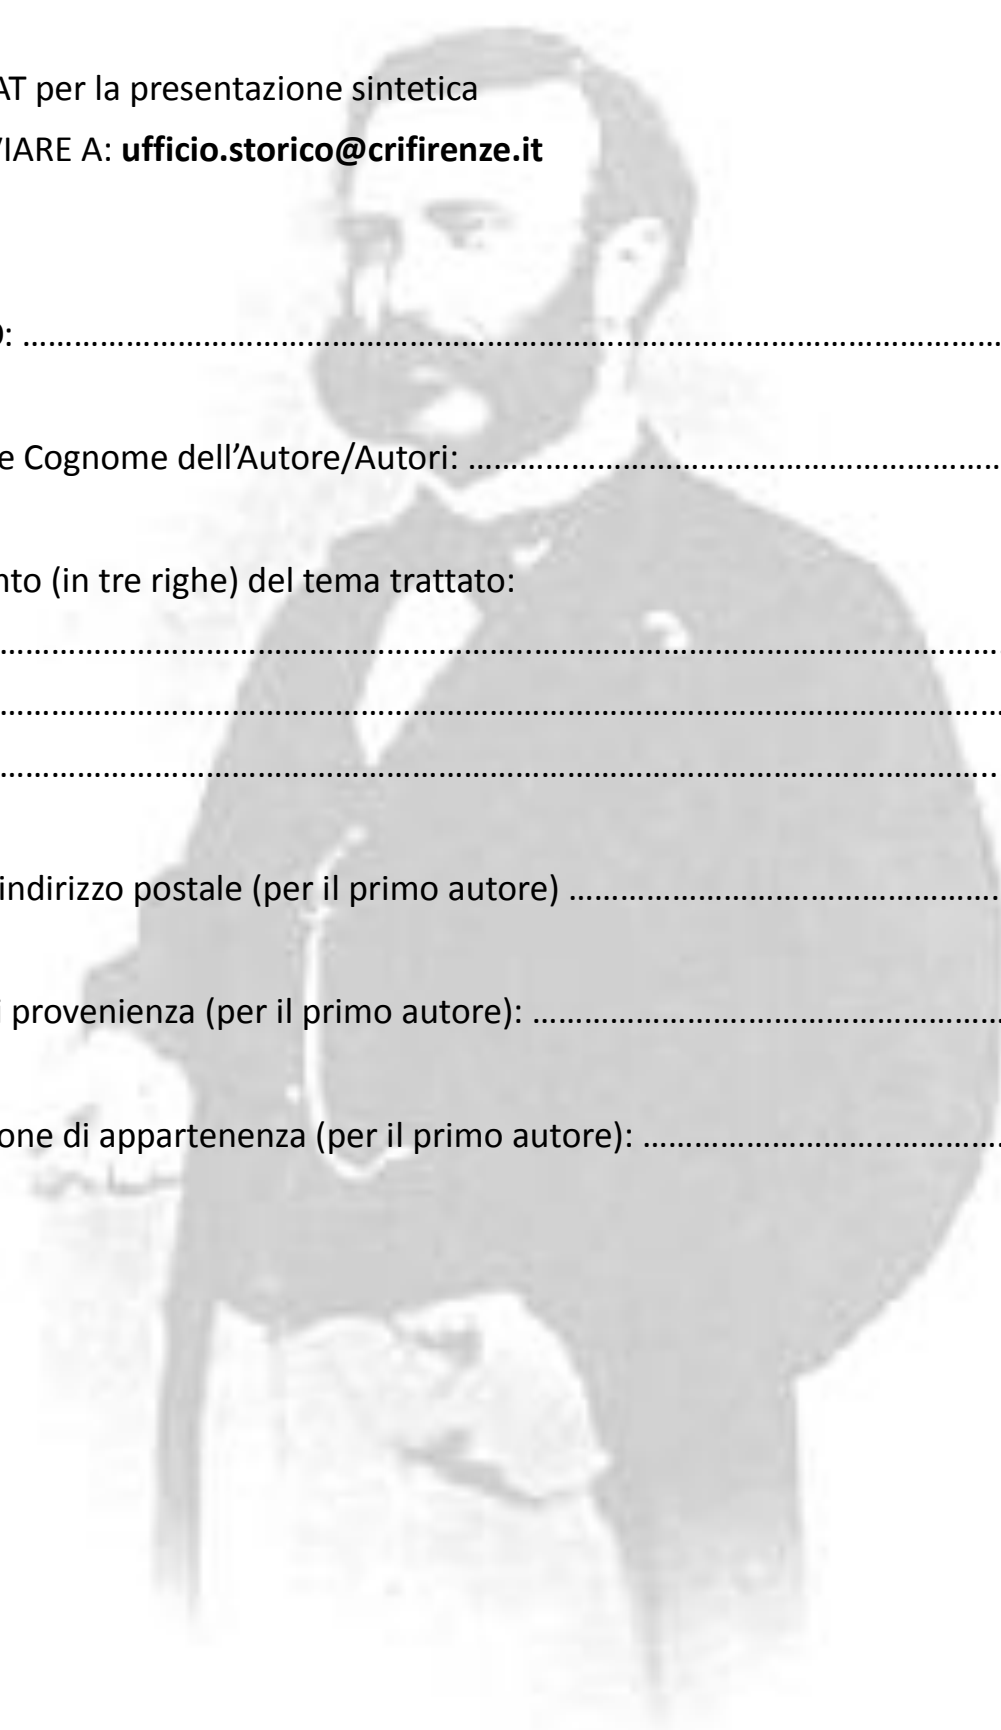 AT per la presentazione sintetica
VIARE A: ufficio.storico@crifirenze.it
O: ……………………………………………………………………………………………………
e Cognome dell’Autore/Autori: ………………………………………………………
nto (in tre righe) del tema trattato:
……………………………………………………………………………………………………
……………………………………………………………………………………………………
……………………………………………………………………………………………………..
indirizzo postale (per il primo autore) ……………………….…………………..
i provenienza (per il primo autore): ………………………………………………
one di appartenenza (per il primo autore): ……………………….………….